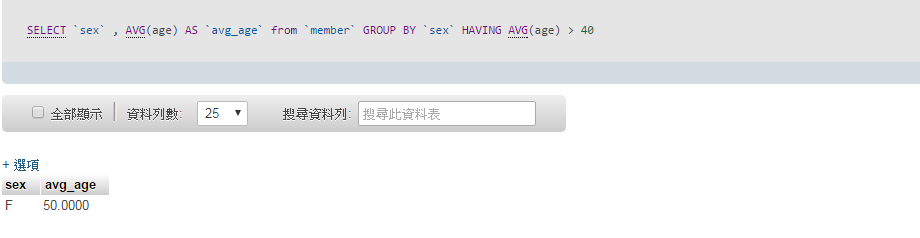 SELECT `sex` , AVG(age) AS `avg_age` from `member` GROUP BY `sex` HAVING AVG(age) > 40
全部顯示 資料列數: 25 搜尋資料列: 搜尋此資料表
+ 選項
sex avg_age
F 50.0000